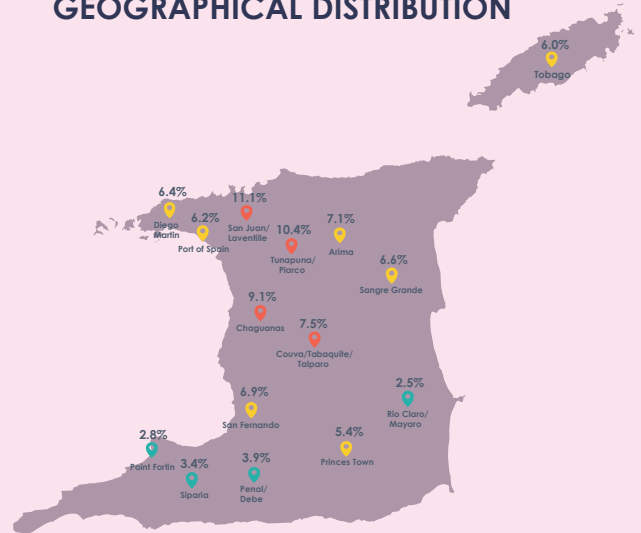 GEOGRAPHICAL DISTRIBUTION
6.0%
Tobago
6.4%
Diego
Martin
6.2%
Port of Spain
11.1%
San Juan/
Laventille
10.4%
Tunapuna/
Piarco
7.1%
Arima
6.6%
Sangre Grande
9.1%
Chaguanas
7.5%
Couva/Tabaquite/
Talparo
2.5%
Rio Claro/
Mayaro
6.9%
San Fernando
5.4%
Princes Town
2.8%
Point Fortin
3.4%
Siparia
3.9%
Penal/
Debe